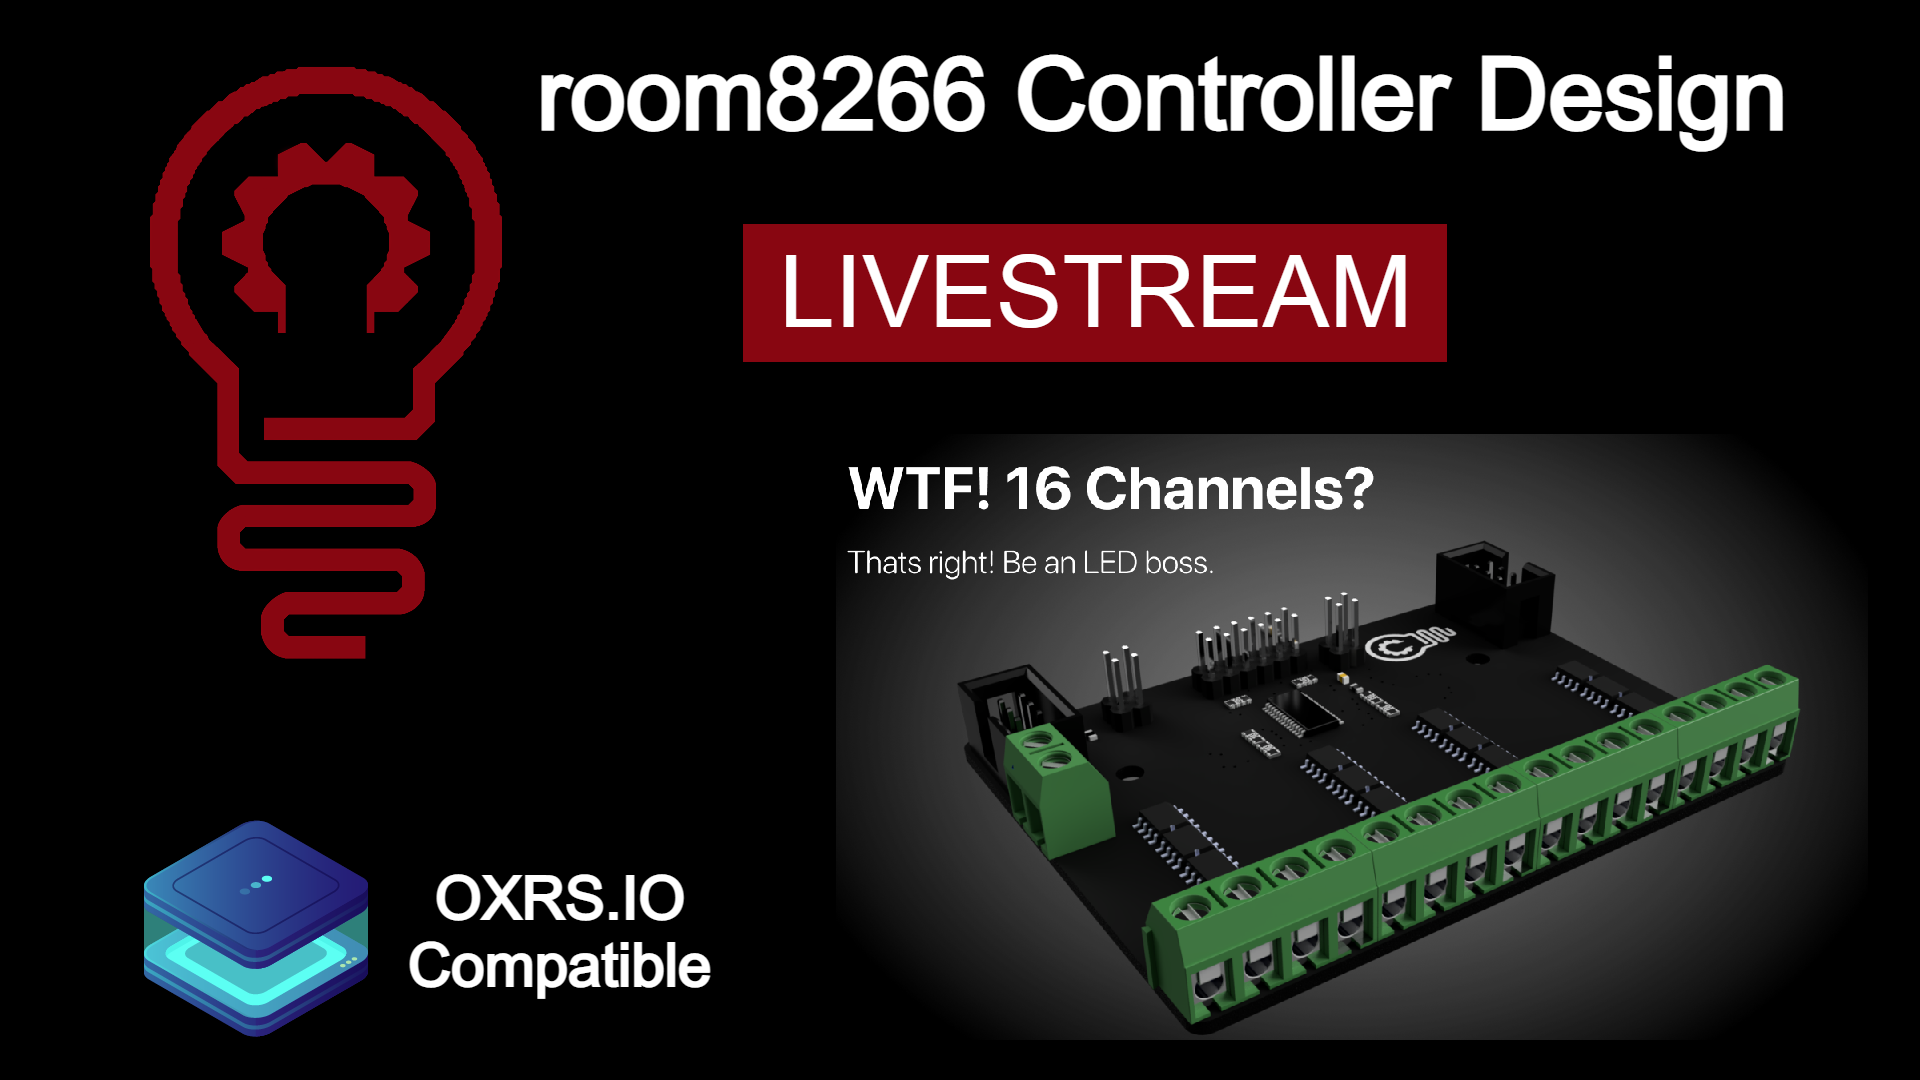 room8266 Controller Design
LIVESTREAM
WTF! 16 Channels?
Thats right! Be an LED boss.
OXRS.IO
Compatible